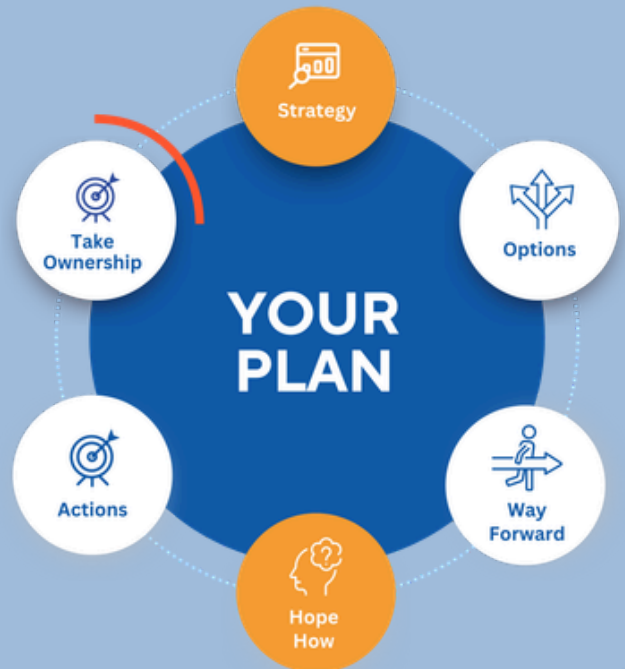 Strategy
Take
Ownership
Options
YOUR
PLAN
Actions
Way
Forward
Hope
How